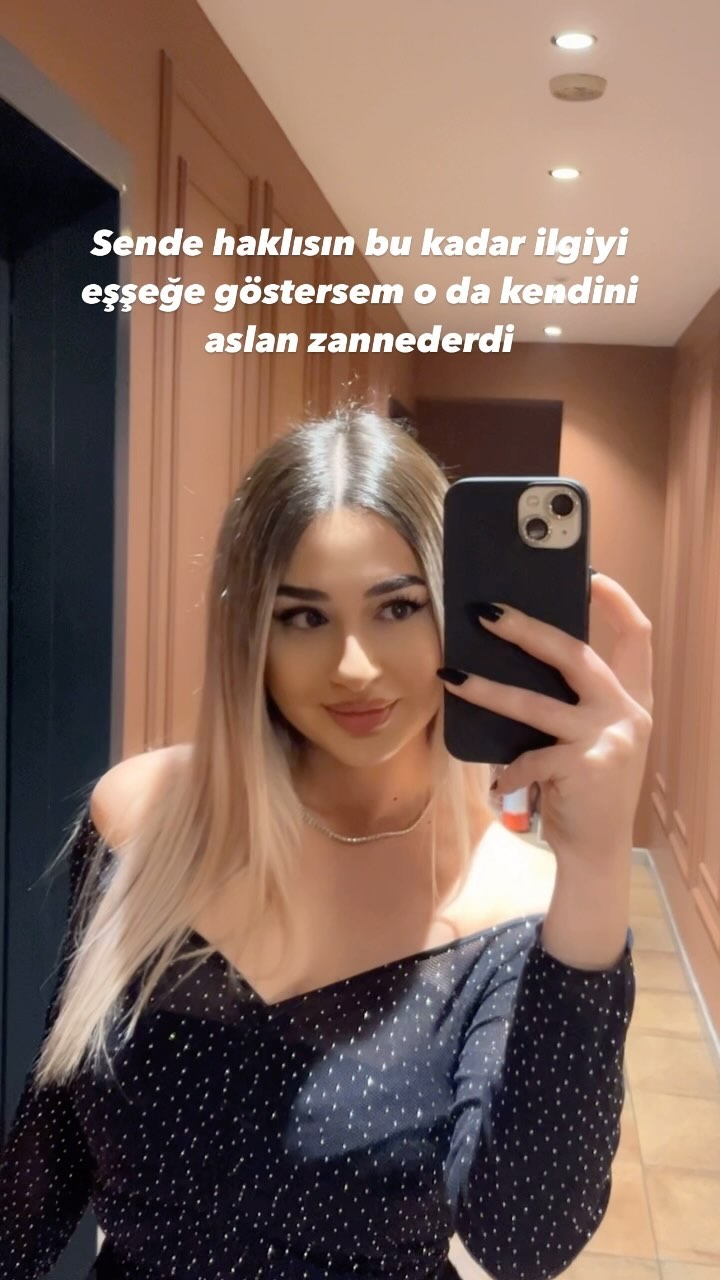 Sende haklısın bu kadar ilgiyi
eşşeğe göstersem o da kendini
aslan zannederdi